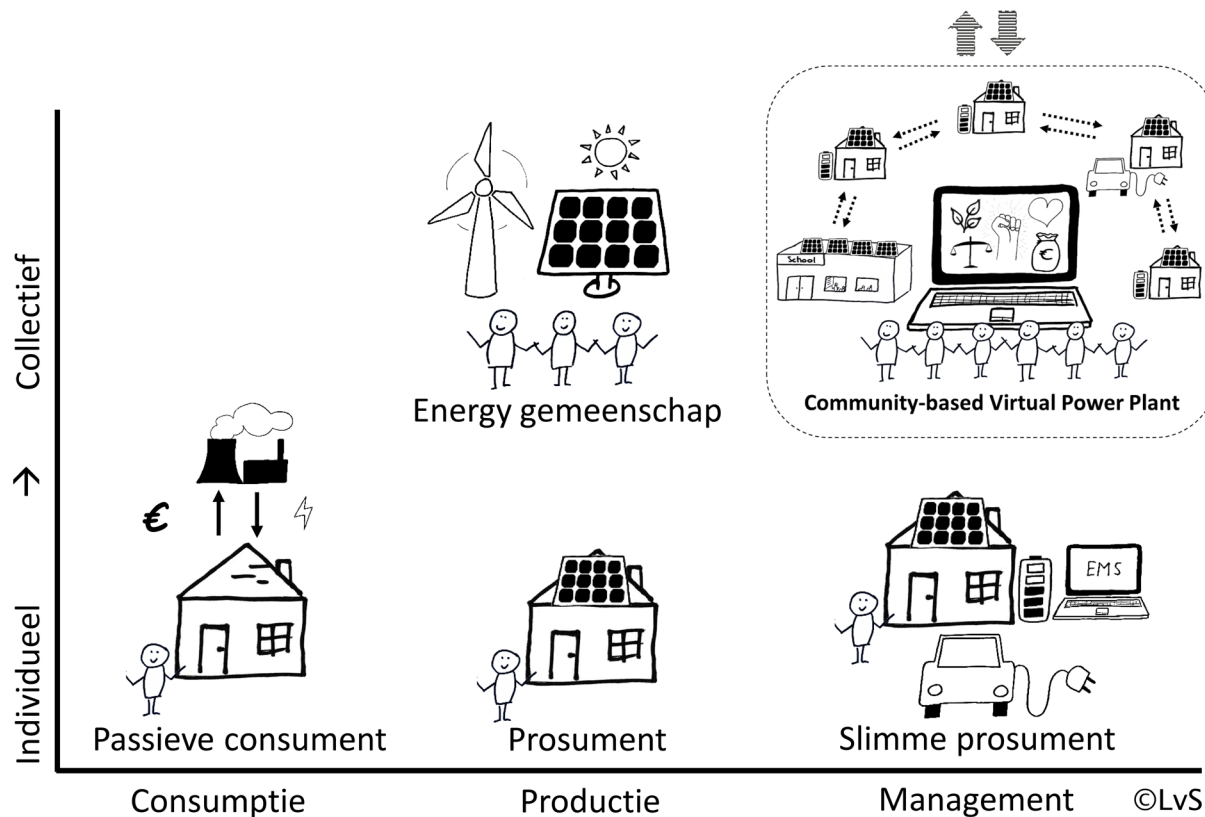 Collectief
→
Individueel
School
€
Community-based Virtual Power Plant
Energy gemeenschap
€
EMS
Passieve consument
Prosument
Slimme prosument
Consumptie
Productie
Management
©LvS